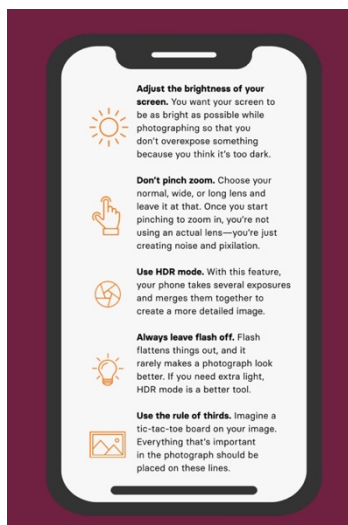 Adjust the brightness of your
screen. You want your screen to
be as bright as possible while
photographing so that you
don't overexpose something
because you think it's too dark.
Don't pinch zoom. Choose your
normal, wide, or long lens and
leave it at that. Once you start
pinching to zoom in, you're not
using an actual lens—you're just
creating noise and pixilation.
Use HDR mode. With this feature,
your phone takes several exposures
and merges them together to
create a more detailed image.
Always leave flash off. Flash
flattens things out, and it
rarely makes a photograph look
better. If you need extra light,
HDR mode is a better tool.
Use the rule of thirds. Imagine a
tic-tac-toe board on your image.
Everything that's important
in the photograph should be
placed on these lines.